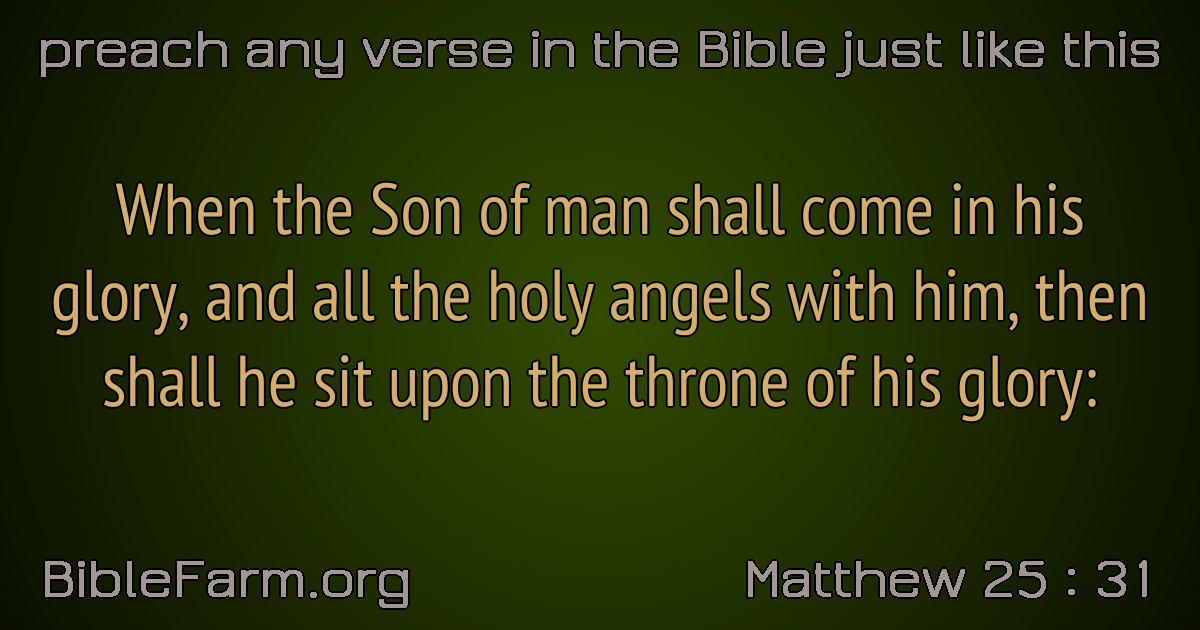 preach any verse in the Bible just like this
When the Son of man shall come in his
glory, and all the holy angels with him, then
shall he sit upon the throne of his glory:
BibleFarm.org
Matthew 25 : 31